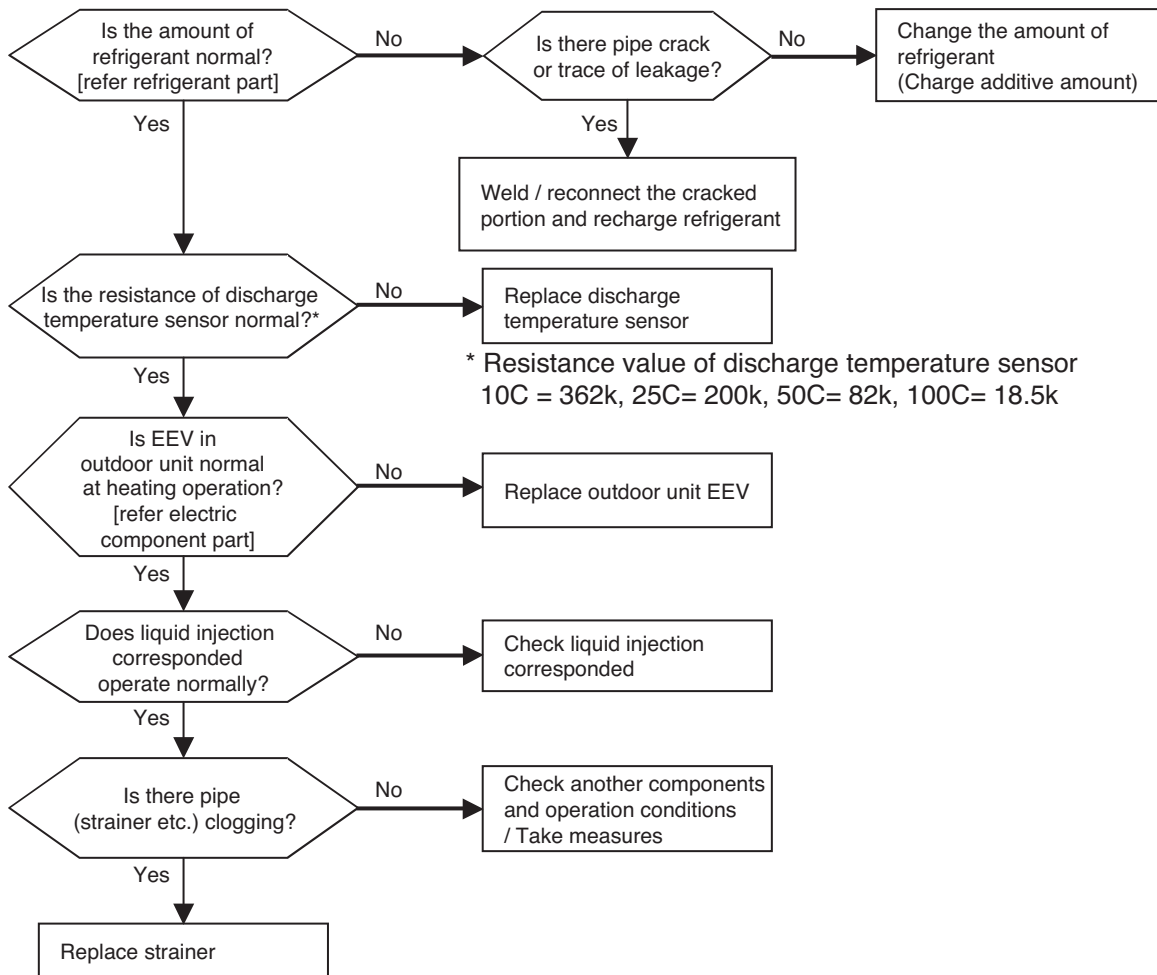 Is the amount of
refrigerant normal?
[refer refrigerant part]
No
Is there pipe crack
or trace of leakage?
No
Change the amount of
refrigerant
(Charge additive amount)
Yes
Yes
Weld / reconnect the cracked
portion and recharge refrigerant
Is the resistance of discharge
temperature sensor normal?*
No
Replace discharge
temperature sensor
* Resistance value of discharge temperature sensor
10C = 362k, 25C= 200k, 50C= 82k, 100C= 18.5k
Yes
Is EEV in
outdoor unit normal
at heating operation?
[refer electric
component part]
No
Replace outdoor unit EEV
Yes
Does liquid injection
corresponded
operate normally?
No
Check liquid injection
corresponded
Yes
Is there pipe
(strainer etc.) clogging?
No
Check another components
and operation conditions
/ Take measures
Yes
Replace strainer